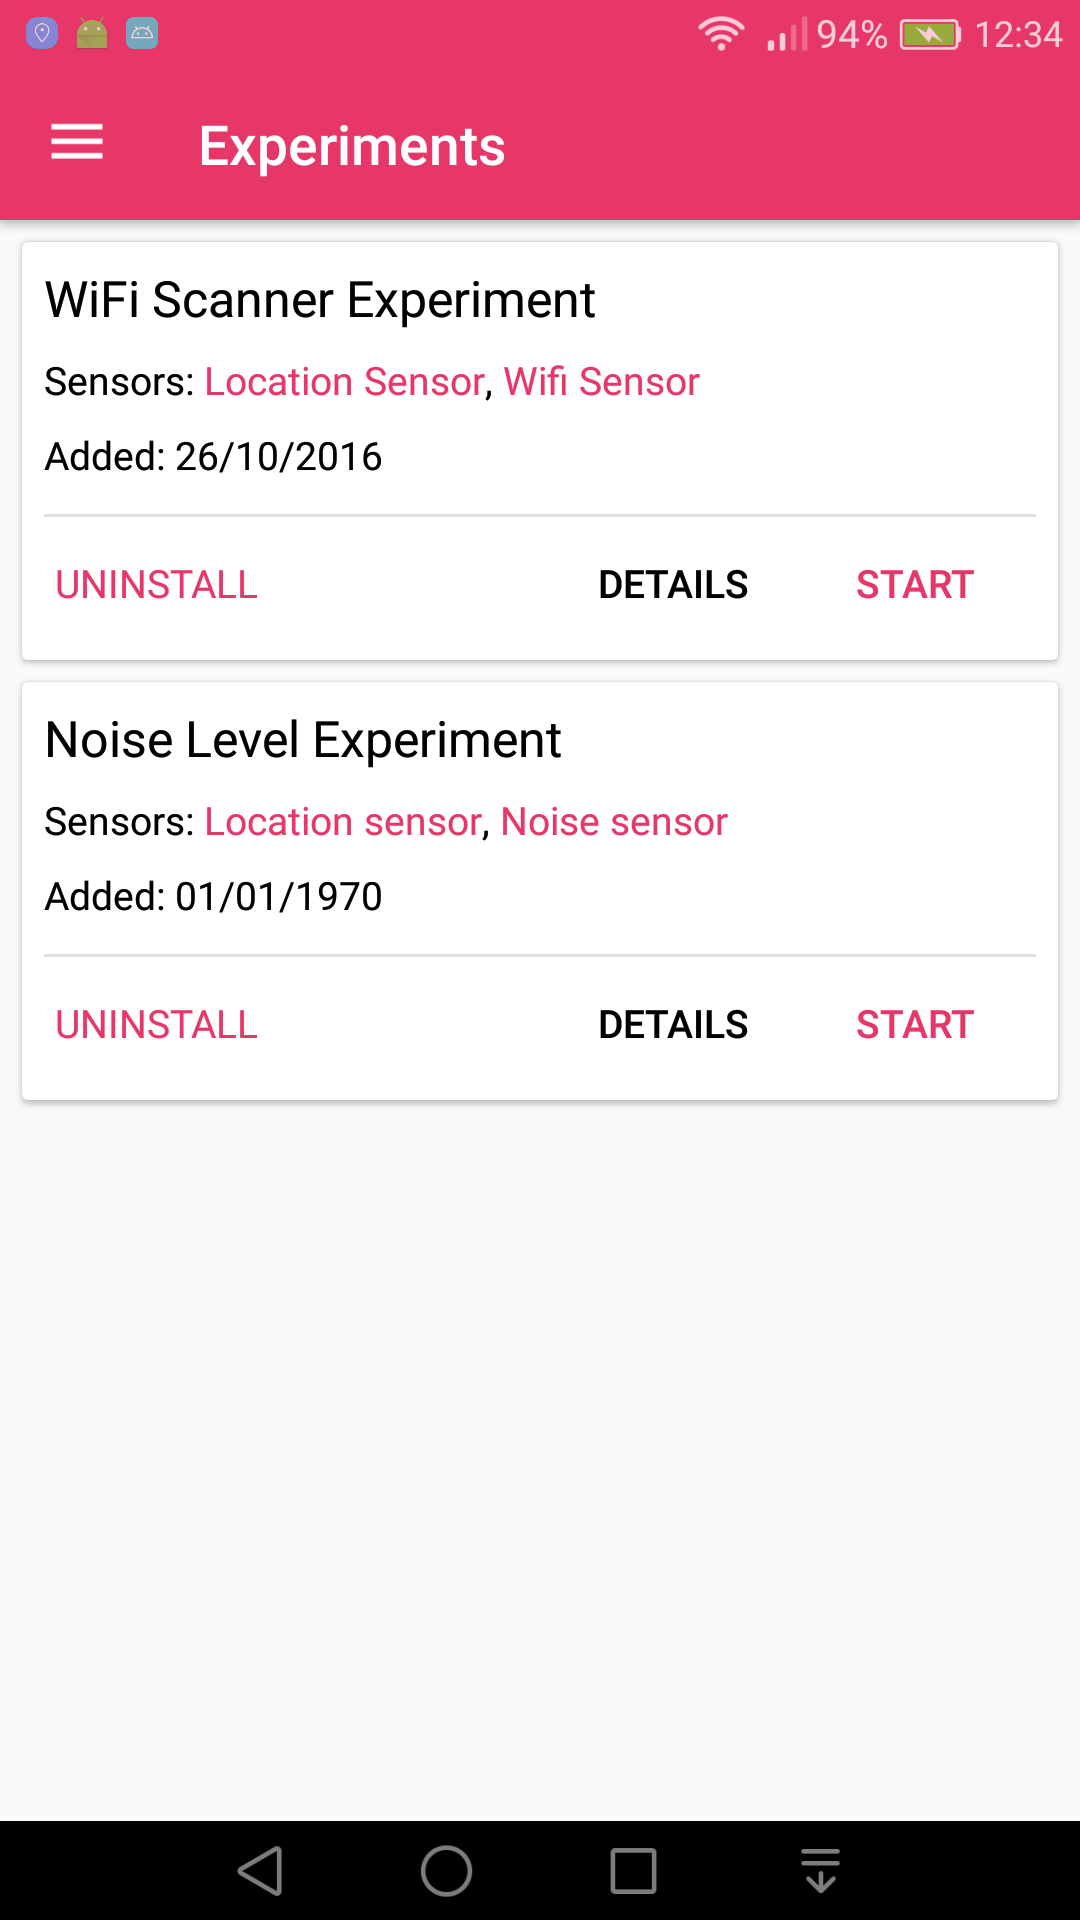 94% 12:34
Experiments
WiFi Scanner Experiment
Sensors: Location Sensor, Wifi Sensor
Added: 26/10/2016
UNINSTALL DETAILS START
Noise Level Experiment
Sensors: Location sensor, Noise sensor
Added: 01/01/1970
UNINSTALL DETAILS START